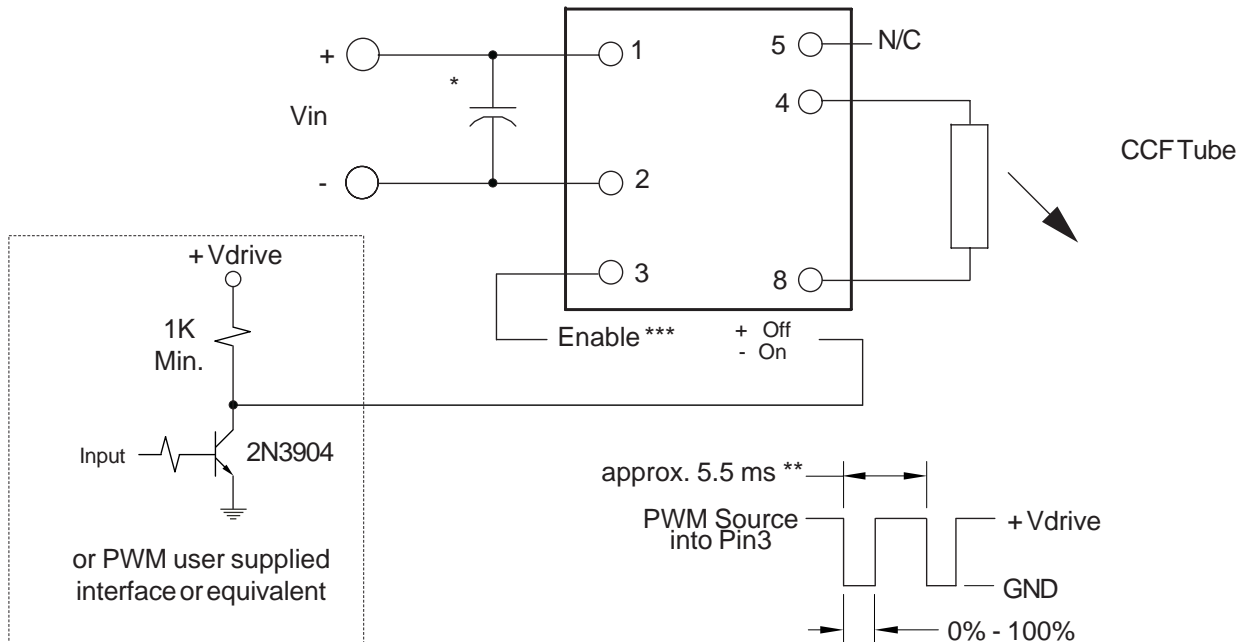 +
Vin
-
*
1
2
3
5
N/C
4
8
CCF Tube
Enable ***
+ Off
- On
+ Vdrive
1K
Min.
Input
2N3904
or PWM user supplied
interface or equivalent
approx. 5.5 ms **
PWM Source
into Pin3
+ Vdrive
GND
0% - 100%